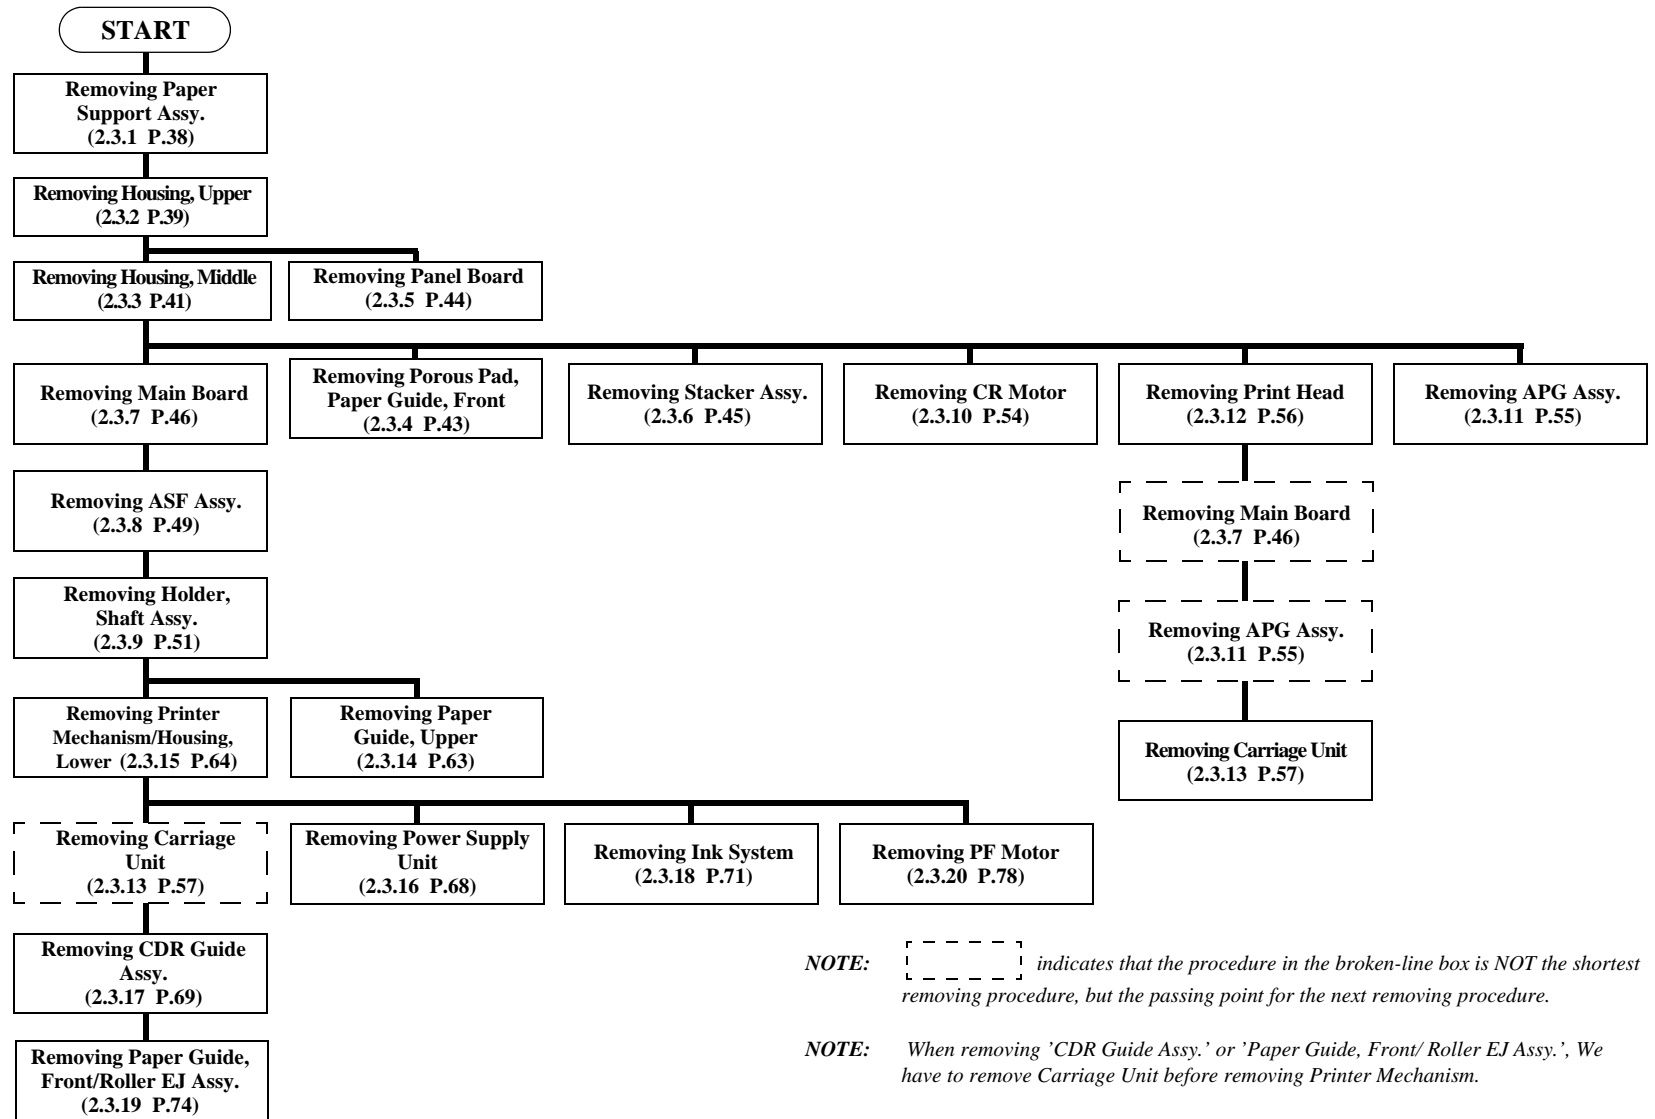 START
Removing Paper
Support Assy.
(2.3.1 P.38)
Removing Housing, Upper
(2.3.2 P.39)
Removing Housing, Middle
(2.3.3 P.41)
Removing Panel Board
(2.3.5 P.44)
Removing Main Board
(2.3.7 P.46)
Removing Porous Pad,
Paper Guide, Front
(2.3.4 P.43)
Removing Stacker Assy.
(2.3.6 P.45)
Removing CR Motor
(2.3.10 P.54)
Removing Print Head
(2.3.12 P.56)
Removing APG Assy.
(2.3.11 P.55)
Removing ASF Assy.
(2.3.8 P.49)
Removing Main Board
(2.3.7 P.46)
Removing Holder,
Shaft Assy.
(2.3.9 P.51)
Removing APG Assy.
(2.3.11 P.55)
Removing Printer
Mechanism/Housing,
Lower (2.3.15 P.64)
Removing Paper
Guide, Upper
(2.3.14 P.63)
Removing Carriage Unit
(2.3.13 P.57)
Removing Carriage
Unit
(2.3.13 P.57)
Removing Power Supply
Unit
(2.3.16 P.68)
Removing Ink System
(2.3.18 P.71)
Removing PF Motor
(2.3.20 P.78)
Removing CDR Guide
Assy.
(2.3.17 P.69)
Removing Paper Guide,
Front/Roller EJ Assy.
(2.3.19 P.74)
NOTE: indicates that the procedure in the broken-line box is NOT the shortest
removing procedure, but the passing point for the next removing procedure.
NOTE: When removing ’CDR Guide Assy.’ or ’Paper Guide, Front/ Roller EJ Assy.’, We
have to remove Carriage Unit before removing Printer Mechanism.